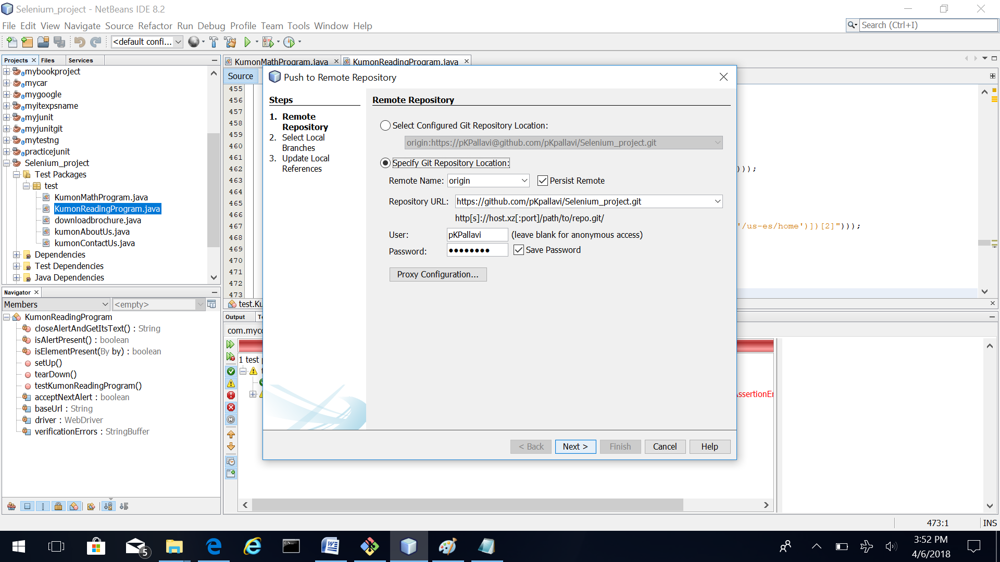 Selenium_project - NetBeans IDE 8.2
File Edit View Navigate Source Refactor Run Debug Profile Team Tools Window Help
Search (Ctrl+I)
<default confi...
Projects
Files
Services
mybookproject
mycar
mygoogle
myitexpsname
myjunit
myjunitgit
mytestng
practicejunit
Selenium_project
Test Packages
test
KumonMathProgram.java
KumonReadingProgram.java
downloadbrochure.java
kumonAboutUs.java
kumonContactUs.java
Dependencies
Test Dependencies
Java Dependencies
Navigator
Members
<empty>
KumonReadingProgram
closeAlertAndGetItsText() : String
isAlertPresent() : boolean
isElementPresent(By by) : boolean
setUp()
tearDown()
testKumonReadingProgram()
acceptNextAlert : boolean
baseUrl : String
driver : WebDriver
verificationErrors : StringBuffer
KumonMathProgram.java
KumonReadingProgram.java
Source
455
456
457
458
459
460
461
462
463
464
465
466
467
468
469
470
471
472
473
)));
'/us-es/home')])[2]")));
test.Ku
Output
com.myco
1 test
ssertionEr
Push to Remote Repository
Steps
1. Remote
Repository
2. Select Local
Branches
3. Update Local
References
Remote Repository
Select Configured Git Repository Location:
origin:https://pKPallavi@github.com/pKpallavi/Selenium_project.git
Specify Git Repository Location:
Remote Name: origin
Persist Remote
Repository URL: https://github.com/pKpallavi/Selenium_project.git
http[s]://host.xz[:port]/path/to/repo.git/
User: pKPallavi (leave blank for anonymous access)
Password: ●●●●●●●● Save Password
Proxy Configuration...
< Back
Next >
Finish
Cancel
Help
473:1
INS
5
3:52 PM
4/6/2018